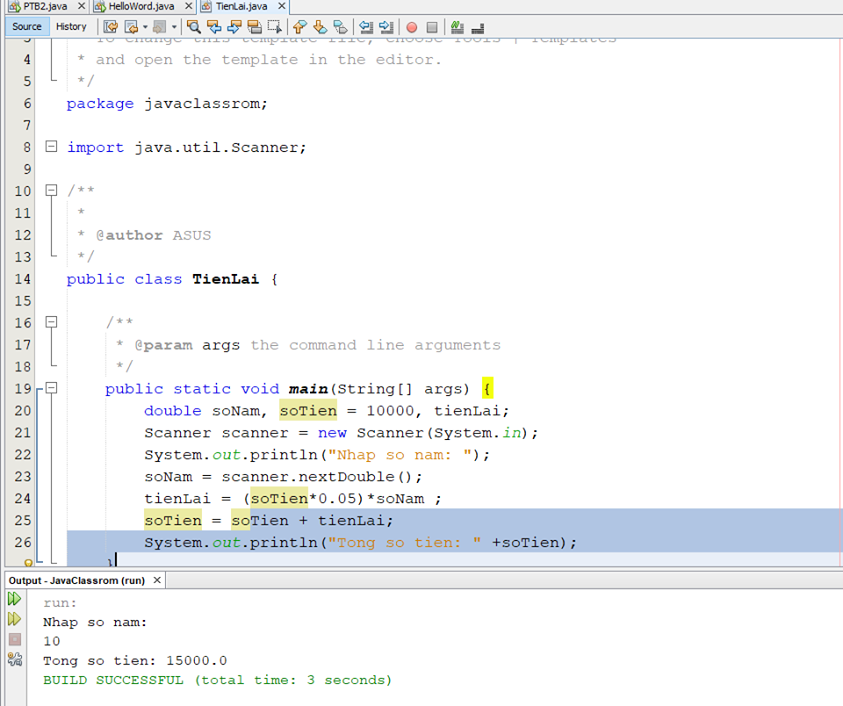 PTB2.java × HelloWord.java × TienLai.java ×
Source History
3 * To change this template file, choose Tools | Templates
4 * and open the template in the editor.
5 */
6 package javaclassrom;
7
8 import java.util.Scanner;
9
10 /**
11 *
12 * @author ASUS
13 */
14 public class TienLai {
15
16 /**
17 * @param args the command line arguments
18 */
19 public static void main(String[] args) {
20 double soNam, soTien = 10000, tienLai;
21 Scanner scanner = new Scanner(System.in);
22 System.out.println("Nhap so nam: ");
23 soNam = scanner.nextDouble();
24 tienLai = (soTien*0.05)*soNam ;
25 soTien = soTien + tienLai;
26 System.out.println("Tong so tien: " +soTien);
}
Output - JavaClassrom (run) ×
run:
Nhap so nam:
10
Tong so tien: 15000.0
BUILD SUCCESSFUL (total time: 3 seconds)